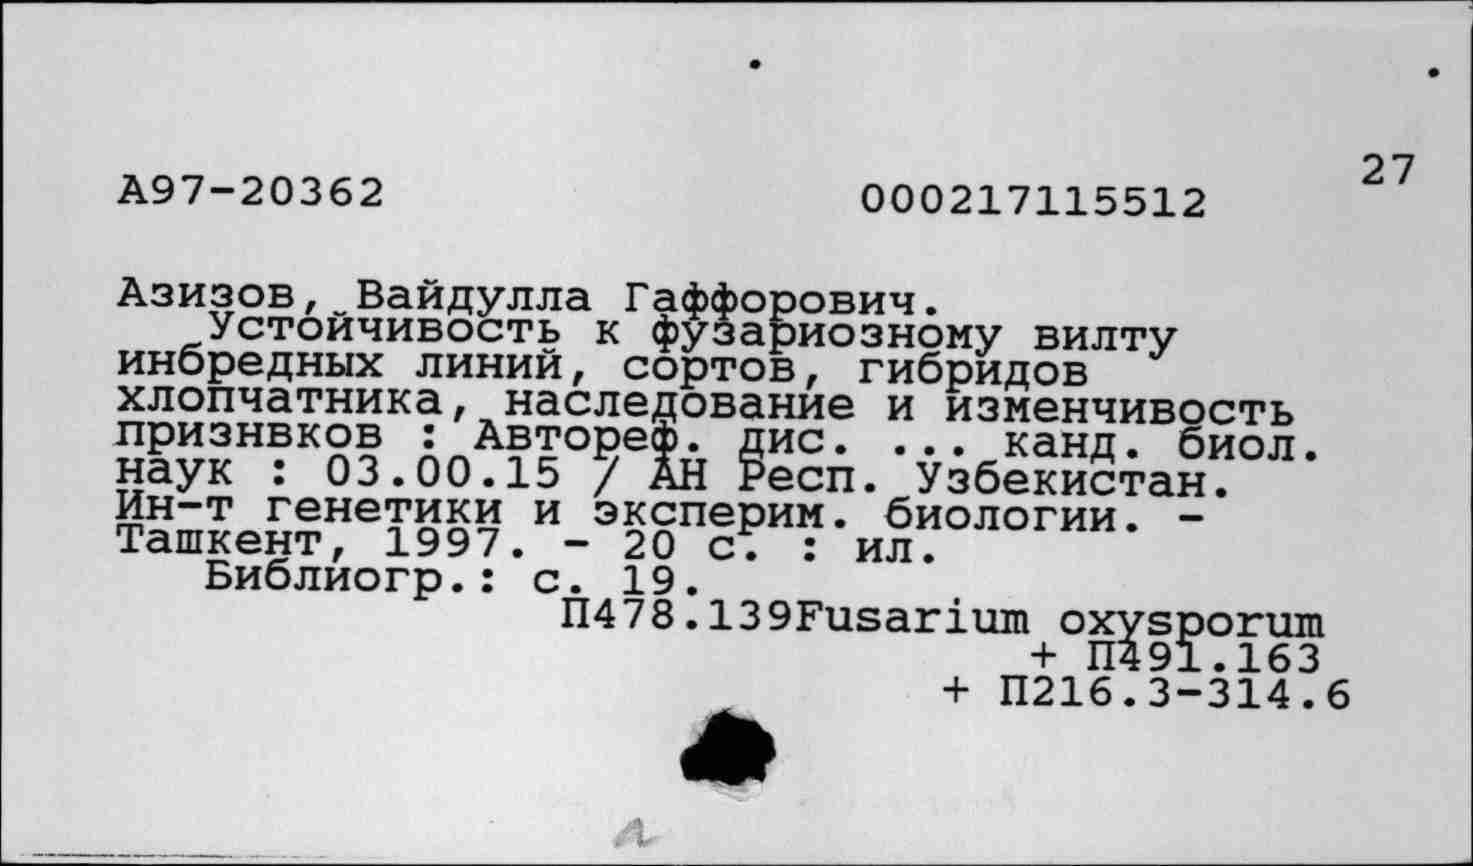 27
А97-20362 000217115512
Азизов, Вайдулла Гаффорович.
Устойчивость к фузариозному вилту
инбредных линий, сортов, гибридов
хлопчатника, наследование и изменчивость
признвков : Автореф. дис. ... канд. биол.
наук : 03.00.15 / АН Респ. Узбекистан.
Ин-т генетики и эксперим. биологии. -
Ташкент, 1997. - 20 с. : ил.
Библиогр.: с. 19.
П478.139Fusarium oxysporum
+ П491.163
+ П216.3-314.6